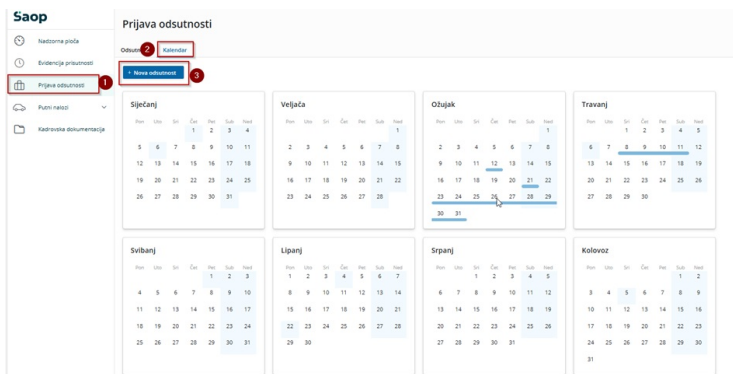 Saop
Prijava odsutnosti
Nadzorna ploča
Evidencija prisutnosti
Prijava odsutnosti 1
Putni nalozi
Kadrovska dokumentacija
Odsutn 2 Kalendar
+ Nova odsutnost 3
Siječanj
Pon Uto Sri Čet Pet Sub Ned
1 2 3 4
5 6 7 8 9 10 11
12 13 14 15 16 17 18
19 20 21 22 23 24 25
26 27 28 29 30 31
Veljača
Pon Uto Sri Čet Pet Sub Ned
1
2 3 4 5 6 7 8
9 10 11 12 13 14 15
16 17 18 19 20 21 22
23 24 25 26 27 28
Ožujak
Pon Uto Sri Čet Pet Sub Ned
1
2 3 4 5 6 7 8
9 10 11 12 13 14 15
16 17 18 19 20 21 22
23 24 25 26 27 28 29
30 31
Travanj
Pon Uto Sri Čet Pet Sub Ned
1 2 3 4 5
6 7 8 9 10 11 12
13 14 15 16 17 18 19
20 21 22 23 24 25 26
27 28 29 30
Svibanj
Pon Uto Sri Čet Pet Sub Ned
1 2 3
4 5 6 7 8 9 10
11 12 13 14 15 16 17
18 19 20 21 22 23 24
25 26 27 28 29 30 31
Lipanj
Pon Uto Sri Čet Pet Sub Ned
1 2 3 4 5 6 7
8 9 10 11 12 13 14
15 16 17 18 19 20 21
22 23 24 25 26 27 28
29 30
Srpanj
Pon Uto Sri Čet Pet Sub Ned
1 2 3 4 5
6 7 8 9 10 11 12
13 14 15 16 17 18 19
20 21 22 23 24 25 26
27 28 29 30 31
Kolovoz
Pon Uto Sri Čet Pet Sub Ned
1 2
3 4 5 6 7 8 9
10 11 12 13 14 15 16
17 18 19 20 21 22 23
24 25 26 27 28 29 30
31